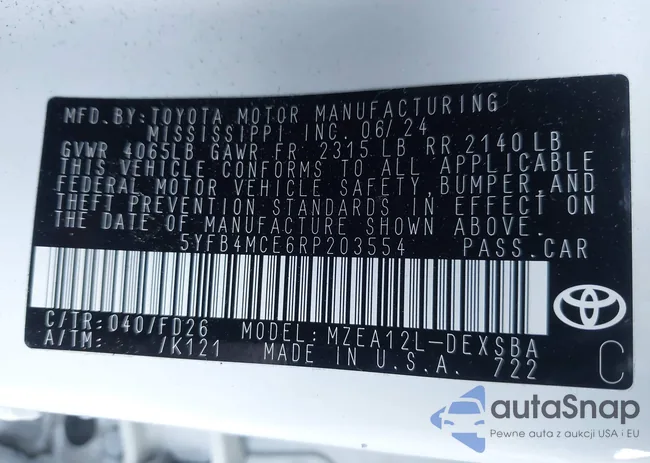 MFD.BY:TOYOTA MOTOR MANUFACTURING
MISSISSIPPI INC. 06/24
GVWR 4065LB GAWR FR 2315 LB RR 2140 LB
THIS VEHICLE CONFORMS TO ALL APPLICABLE
FEDERAL MOTOR VEHICLE SAFETY, BUMPER, AND
THEFT PREVENTION STANDARDS IN EFFECT ON
THE DATE OF MANUFACTURE SHOWN ABOVE.
5YFB4MCE6RP203554 PASS.CAR
C/TR: 040/FD26 MODEL: MZEA12L-DEXSBA
A/TM: /K121 MADE IN U.S.A. 722 C
autaSnap
Pewne auta z aukcji USA i EU